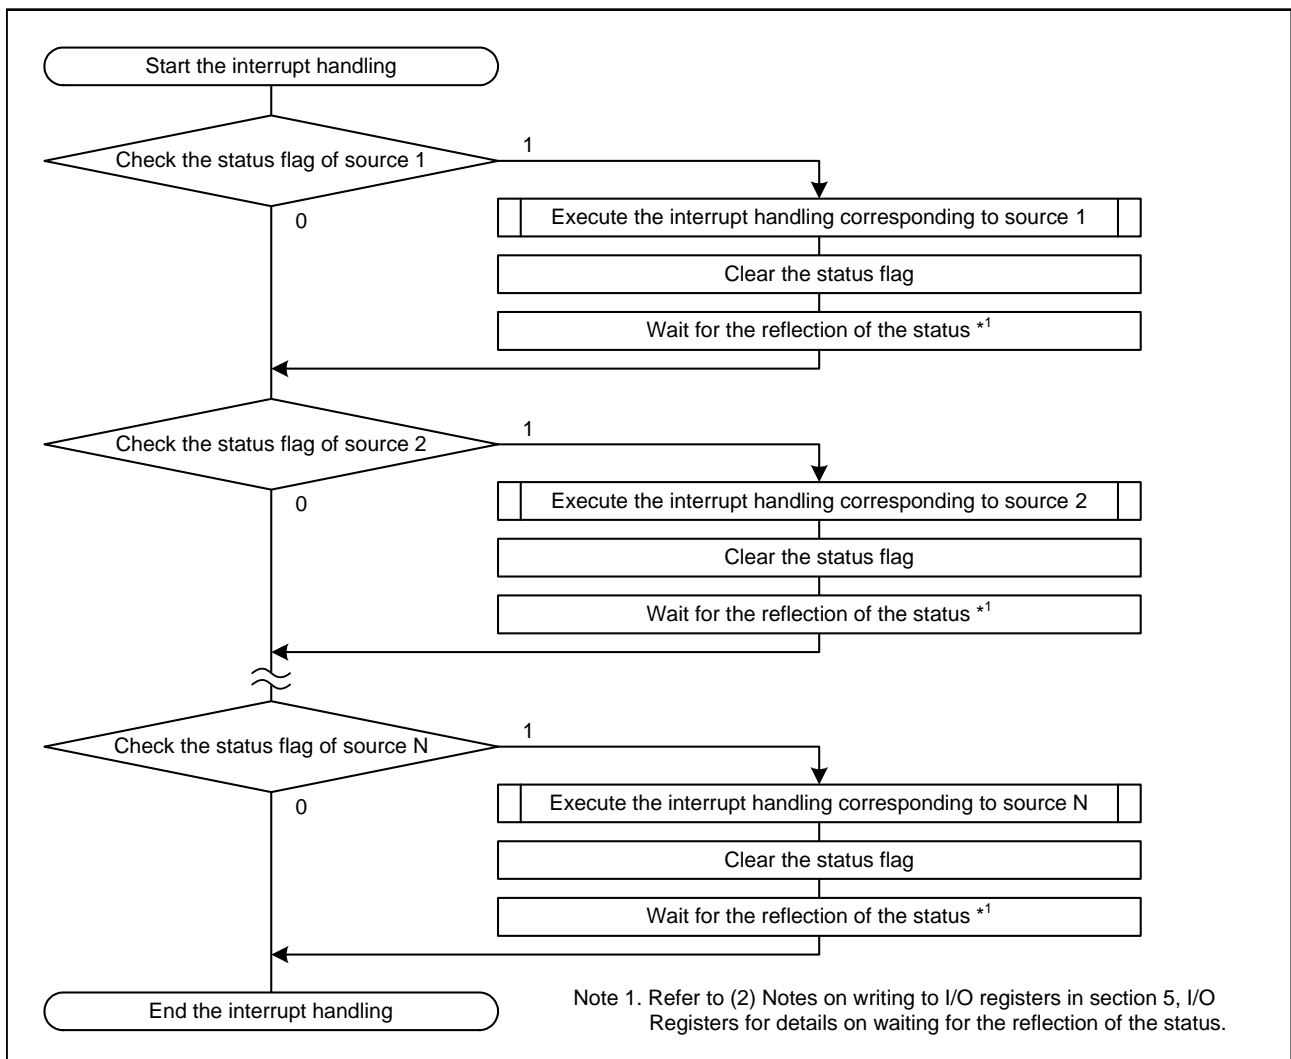 Start the interrupt handling
Check the status flag of source 1
1
0
Execute the interrupt handling corresponding to source 1
Clear the status flag
Wait for the reflection of the status *1
Check the status flag of source 2
1
0
Execute the interrupt handling corresponding to source 2
Clear the status flag
Wait for the reflection of the status *1
Check the status flag of source N
1
0
Execute the interrupt handling corresponding to source N
Clear the status flag
Wait for the reflection of the status *1
End the interrupt handling
Note 1. Refer to (2) Notes on writing to I/O registers in section 5, I/O
Registers for details on waiting for the reflection of the status.